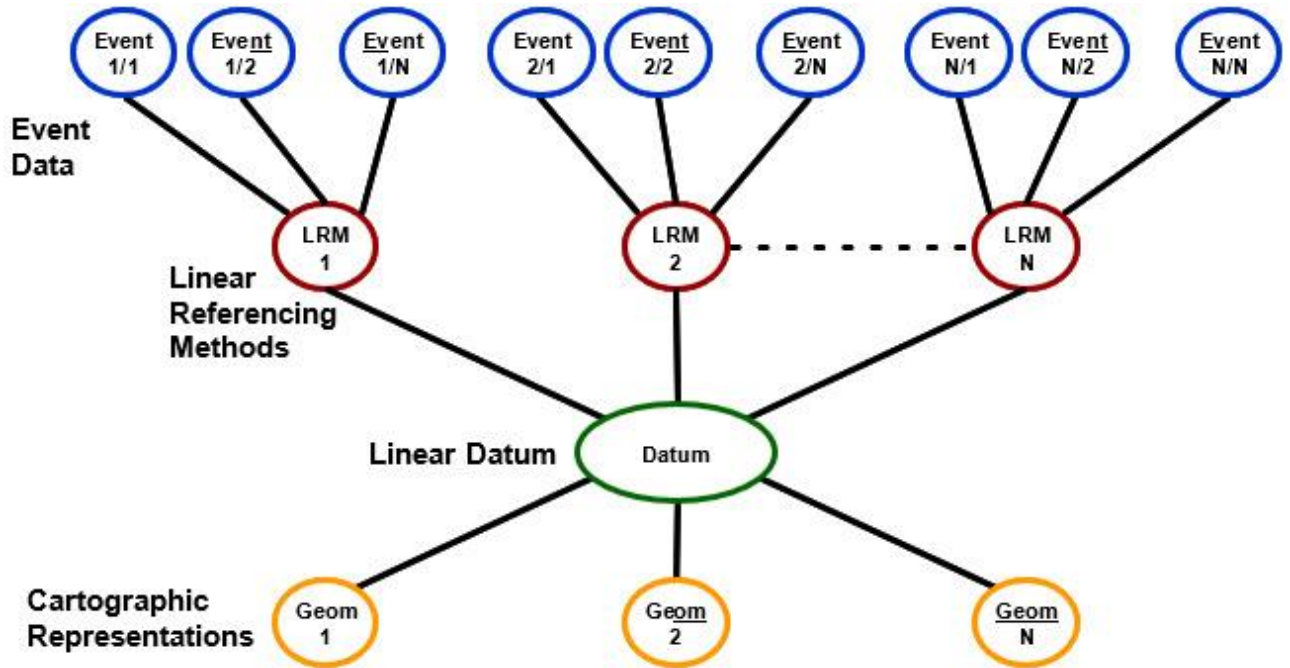 Event
1/1
Event
1/2
Event
1/N
Event
2/1
Event
2/2
Event
2/N
Event
N/1
Event
N/2
Event
N/N
Event
Data
LRM
1
LRM
2
LRM
N
Linear
Referencing
Methods
Linear Datum
Datum
Cartographic
Representations
Geom
1
Geom
2
Geom
N